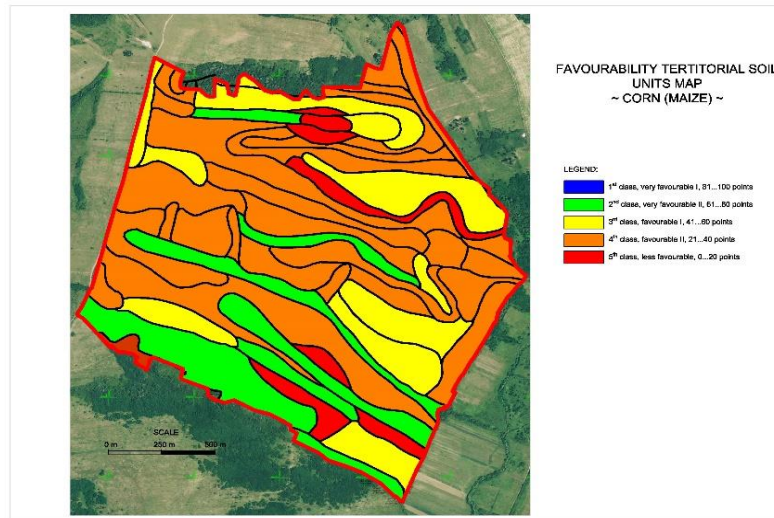 FAVOURABILITY TERTITORIAL SOIL
UNITS MAP
~ CORN (MAIZE) ~
LEGEND:
1st class, very favourable I, 81...100 points
2nd class, very favourable II, 61...80 points
3rd class, favourable I, 41...60 points
4th class, favourable II, 21...40 points
5th class, less favourable, 0...20 points
SCALE
0 m 250 m 500 m